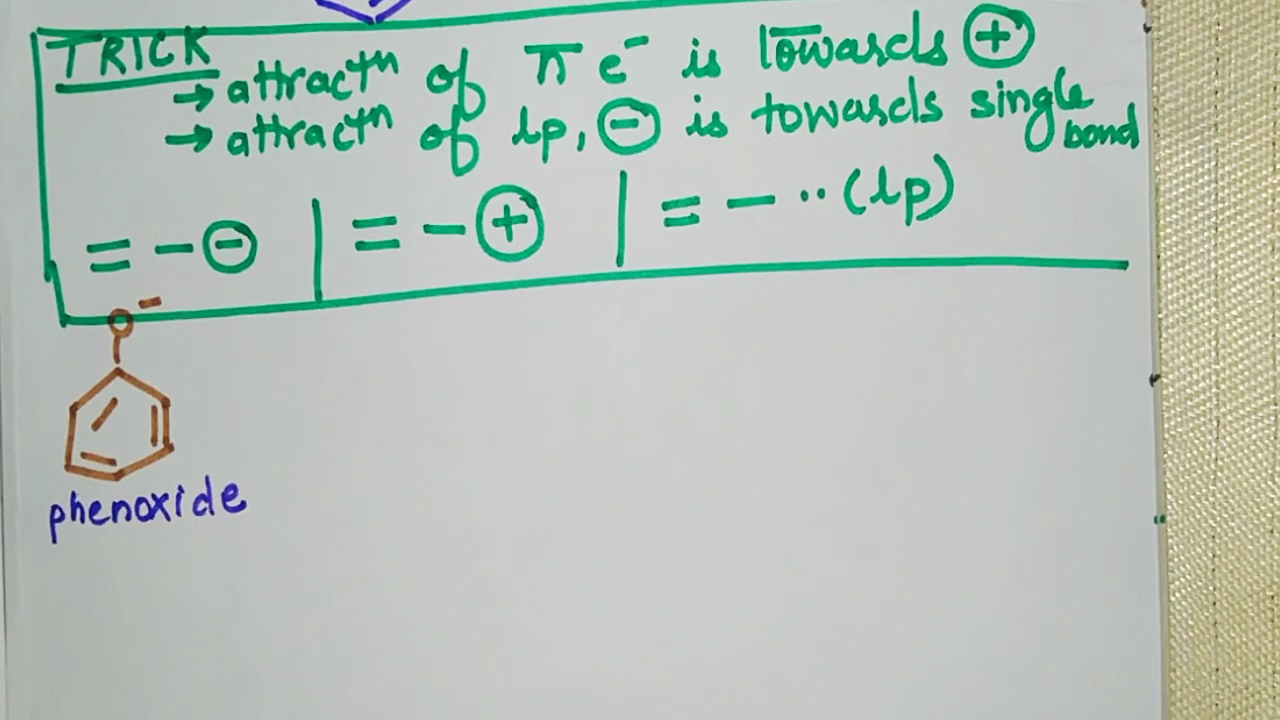 TRICK
→ attractⁿ of π e⁻ is towards ⊕
→ attractⁿ of lp, ⊖ is towards single bond
= - ⊖ | = - ⊕ | = - ·· (lp)
O⁻
phenoxide